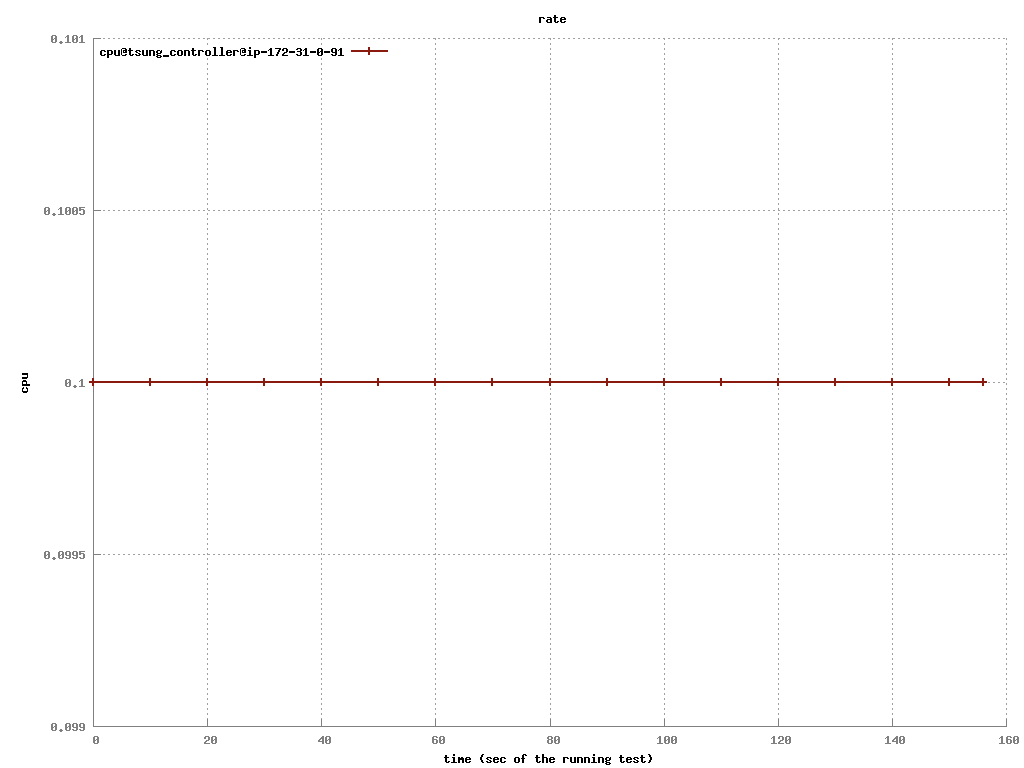 rate
0.101
cpu@tsung_controller@ip-172-31-0-91
0.1005
cpu
0.1
0.0995
0.099
0 20 40 60 80 100 120 140 160
time (sec of the running test)